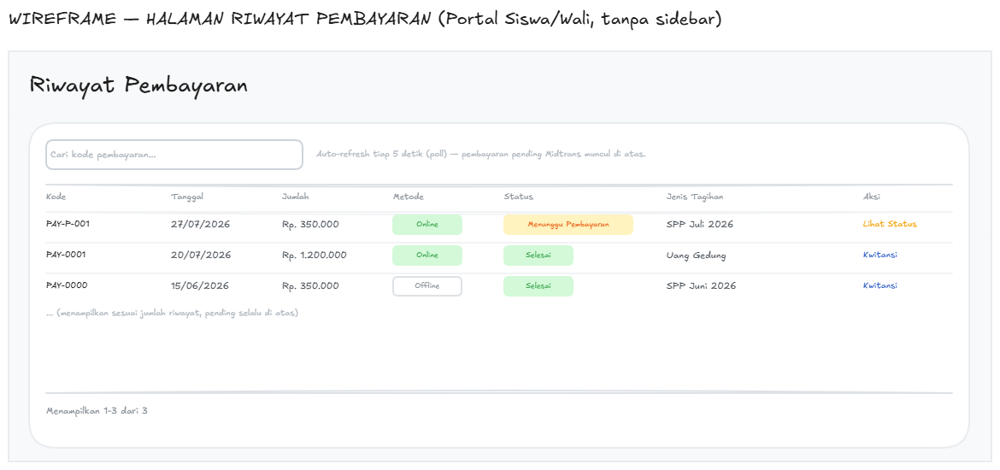 WIREFRAME — HALAMAN RIWAYAT PEMBAYARAN (Portal Siswa/Wali, tanpa sidebar)
Riwayat Pembayaran
Cari kode pembayaran... Auto-refresh tiap 5 detik (poll) — pembayaran pending Midtrans muncul di atas.
Kode Tanggal Jumlah Metode Status Jenis Tagihan Aksi
PAY-P-001 27/07/2026 Rp. 350.000 Online Menunggu Pembayaran SPP Juli 2026 Lihat Status
PAY-0001 20/07/2026 Rp. 1.200.000 Online Selesai Uang Gedung Kwitansi
PAY-0000 15/06/2026 Rp. 350.000 Offline Selesai SPP Juni 2026 Kwitansi
... (menampilkan sesuai jumlah riwayat, pending selalu di atas)
Menampilkan 1-3 dari 3